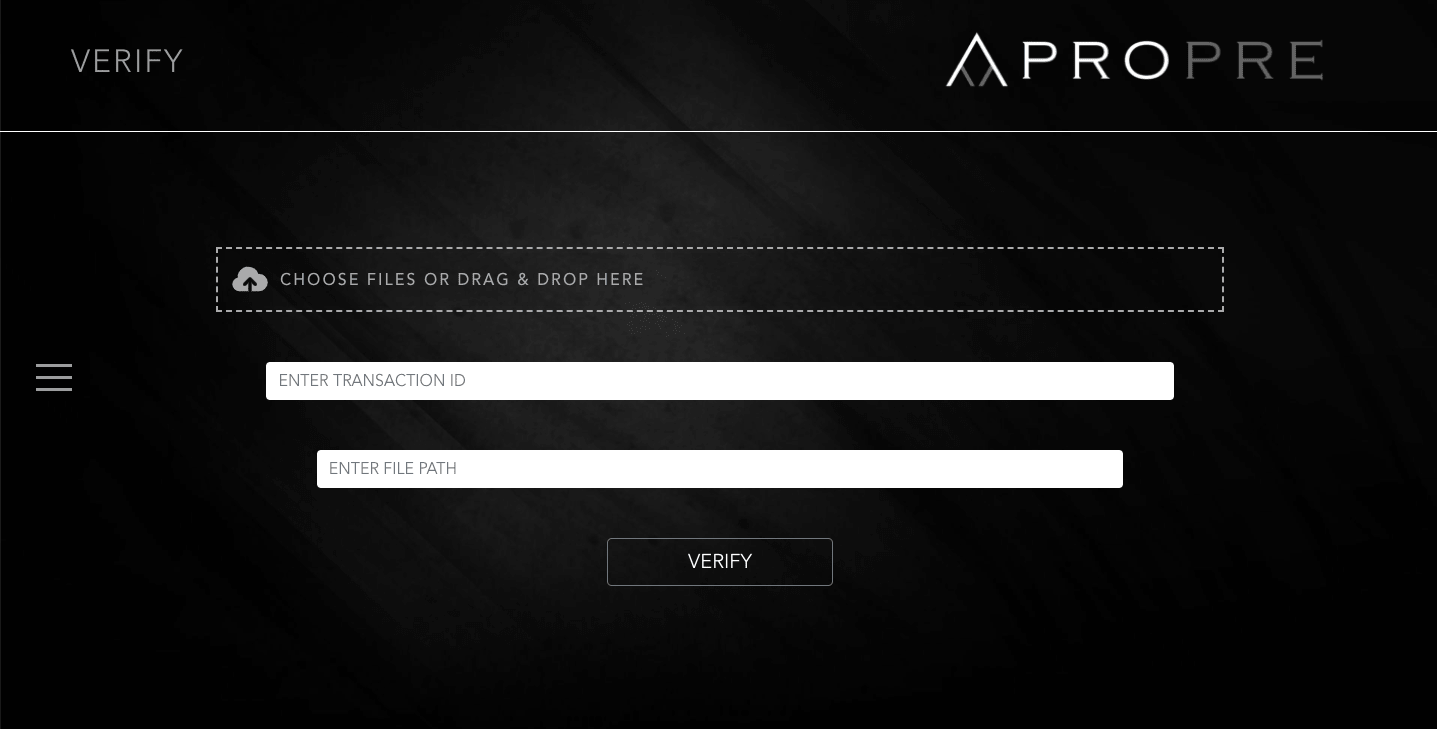 VERIFY
PROPRE
CHOOSE FILES OR DRAG & DROP HERE
ENTER TRANSACTION ID
ENTER FILE PATH
VERIFY